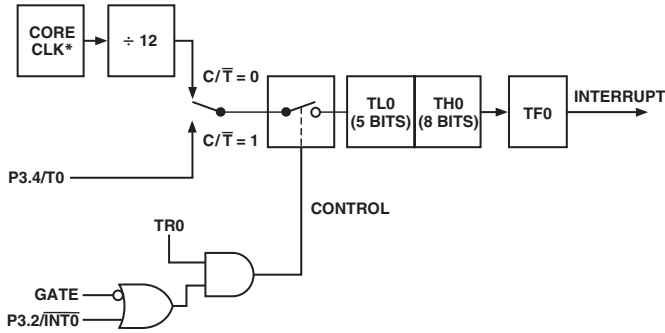 CORE
CLK*
÷ 12
C/T̅ = 0
C/T̅ = 1
TL0
(5 BITS)
TH0
(8 BITS)
TF0
INTERRUPT
P3.4/T0
CONTROL
TR0
GATE
P3.2/I̅N̅T̅0̅